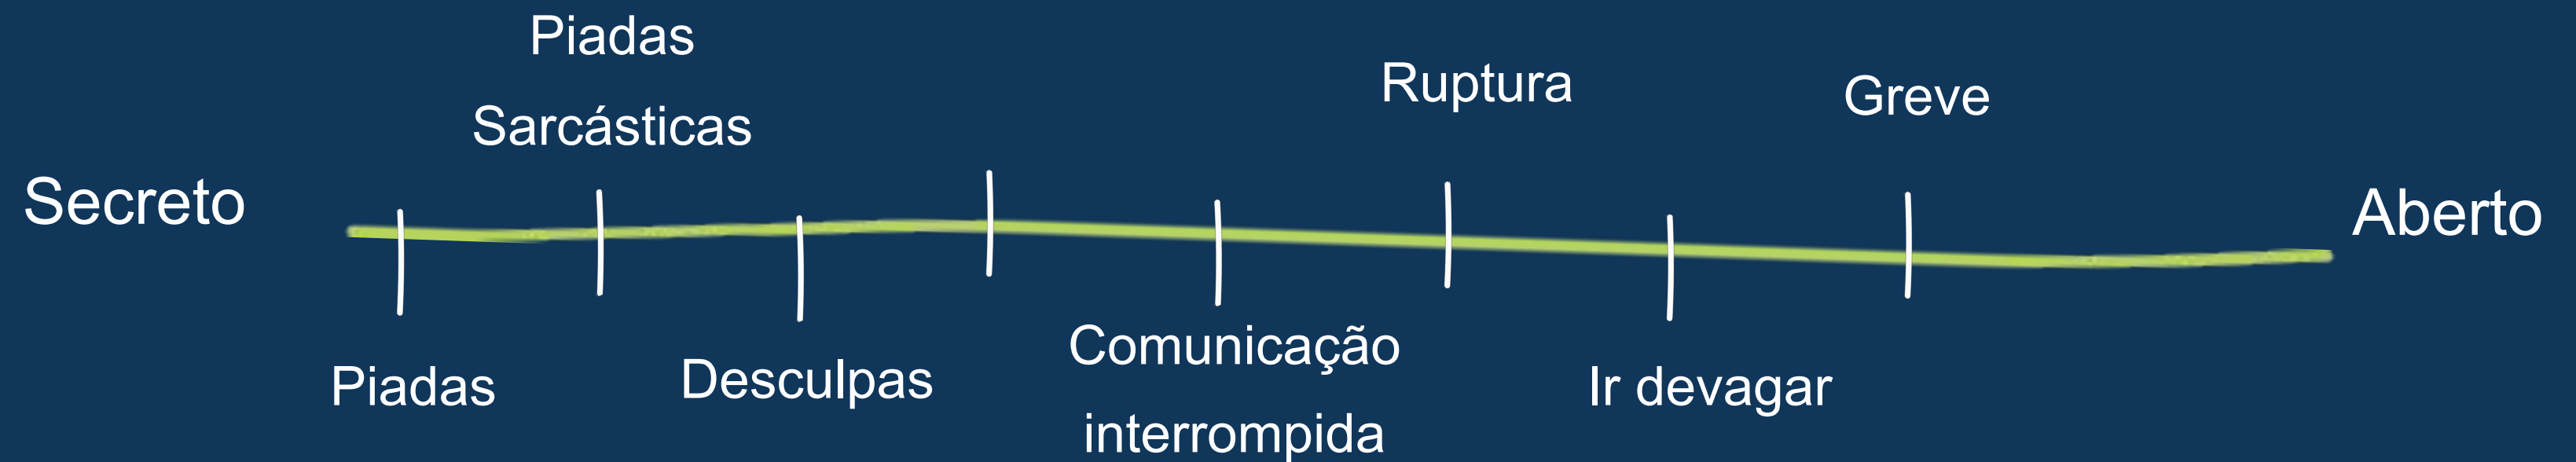 Secreto
Piadas
Piadas
Sarcásticas
Desculpas
Comunicação
interrompida
Ruptura
Ir devagar
Greve
Aberto